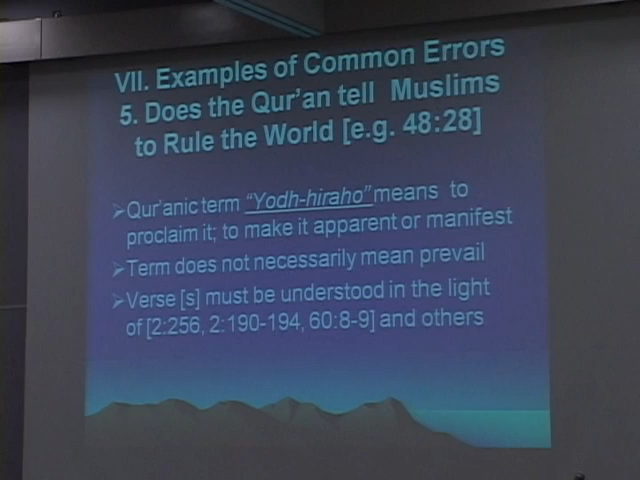 VII. Examples of Common Errors
5. Does the Qur'an tell Muslims
to Rule the World [e.g. 48:28]
➢Qur'anic term "Yodh-hiraho" means to
proclaim it; to make it apparent or manifest
➢Term does not necessarily mean prevail
➢Verse [s] must be understood in the light
of [2:256, 2:190-194, 60:8-9] and others